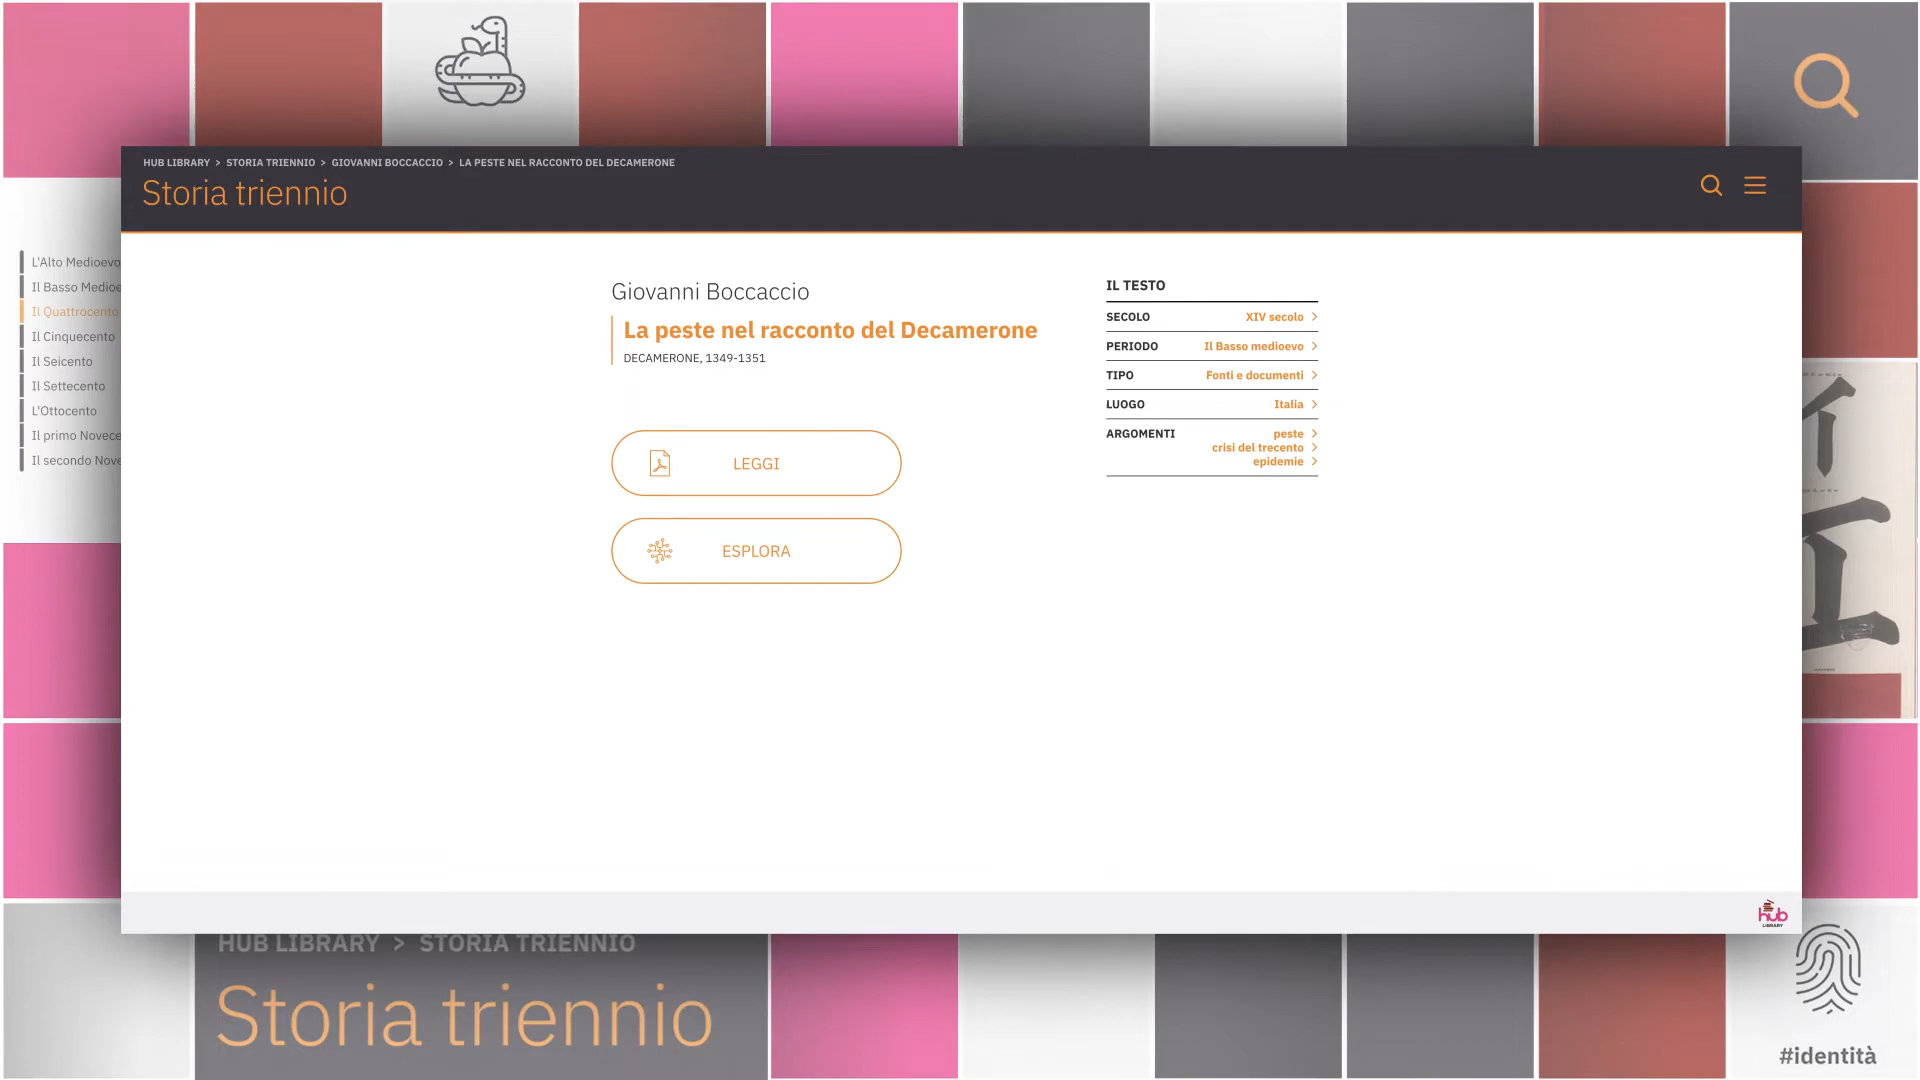 HUB LIBRARY > STORIA TRIENNIO > GIOVANNI BOCCACCIO > LA PESTE NEL RACCONTO DEL DECAMERONE
Storia triennio
L'Alto Medioevo
Il Basso Medioe
Il Quattrocento
Il Cinquecento
Il Seicento
Il Settecento
L'Ottocento
Il primo Novece
Il secondo Nove
Giovanni Boccaccio
La peste nel racconto del Decamerone
DECAMERONE, 1349-1351
LEGGI
ESPLORA
IL TESTO
SECOLO XIV secolo >
PERIODO Il Basso medioevo >
TIPO Fonti e documenti >
LUOGO Italia >
ARGOMENTI peste >
crisi del trecento >
epidemie >
hub
LIBRARY
HUB LIBRARY > STORIA TRIENNIO
Storia triennio
#identità